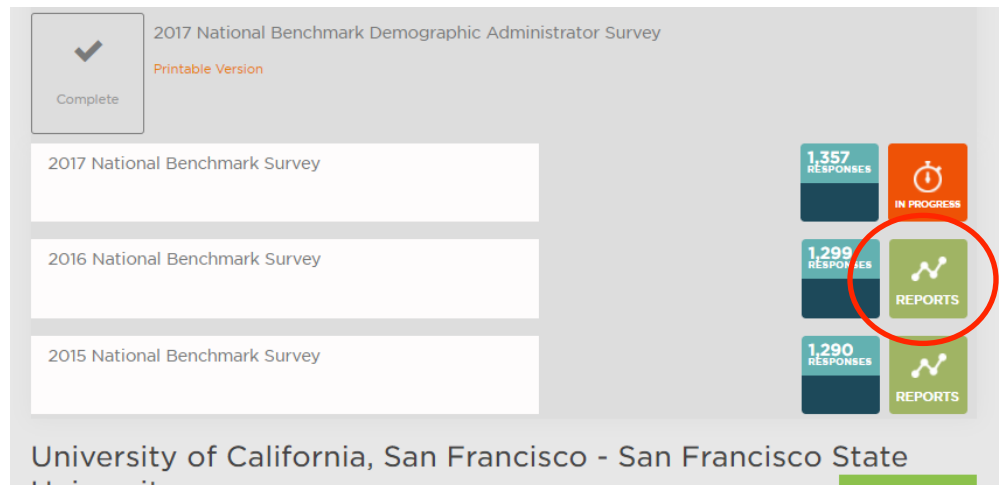 2017 National Benchmark Demographic Administrator Survey
Printable Version
Complete
2017 National Benchmark Survey
1,357
RESPONSES
IN PROGRESS
2016 National Benchmark Survey
1,299
RESPONSES
REPORTS
2015 National Benchmark Survey
1,290
RESPONSES
REPORTS
University of California, San Francisco - San Francisco State